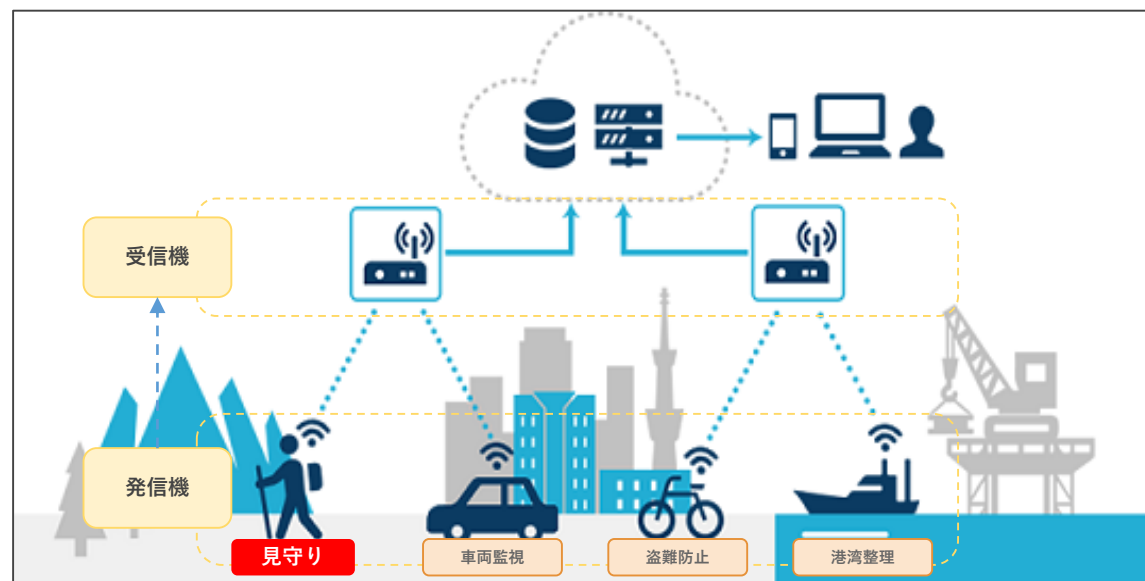 受信機
発信機
見守り
車両監視
盗難防止
港湾整理